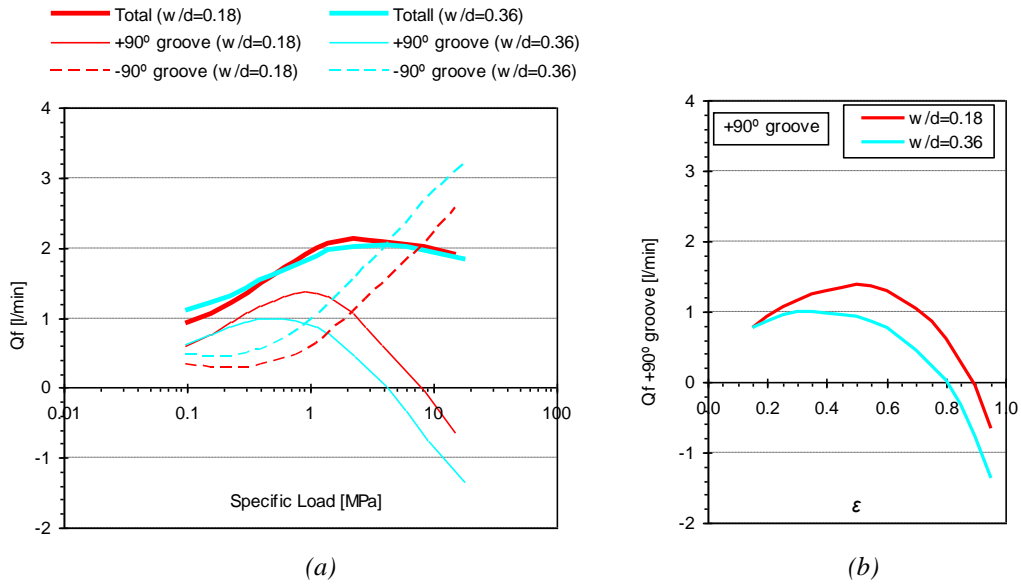 Total (w/d=0.18)
Totall (w/d=0.36)
+90º groove (w/d=0.18)
+90º groove (w/d=0.36)
-90º groove (w/d=0.18)
-90º groove (w/d=0.36)
4
3
2
1
0
-1
-2
0.01
0.1
1
10
100
Qf [l/min]
Specific Load [MPa]
(a)
+90º groove
w/d=0.18
w/d=0.36
4
3
2
1
0
-1
-2
0.0
0.2
0.4
0.6
0.8
1.0
Qf +90º groove [l/min]
ε
(b)